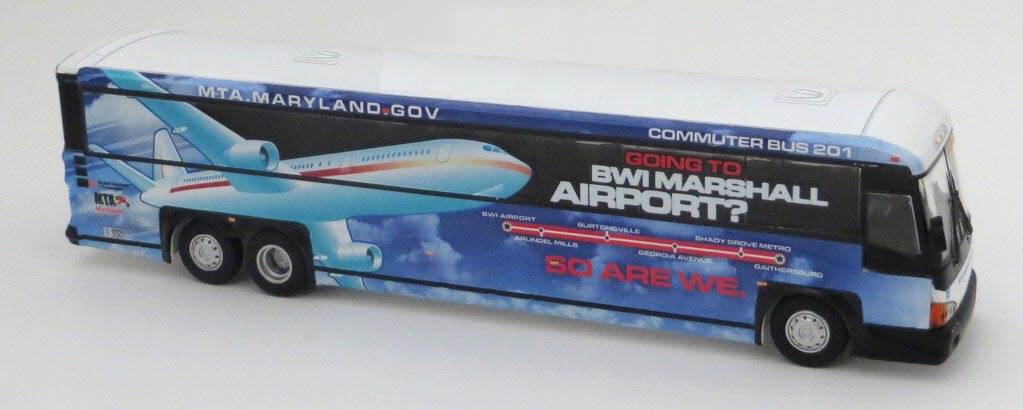 MTA.MARYLAND.GOV
COMMUTER BUS 201
GOING TO
BWI MARSHALL
AIRPORT?
BWI AIRPORT
ARUNDEL MILLS
BURTONSVILLE
GEORGIA AVENUE
SHADY GROVE METRO
GAITHERSBURG
SO ARE WE.
MTA
Maryland